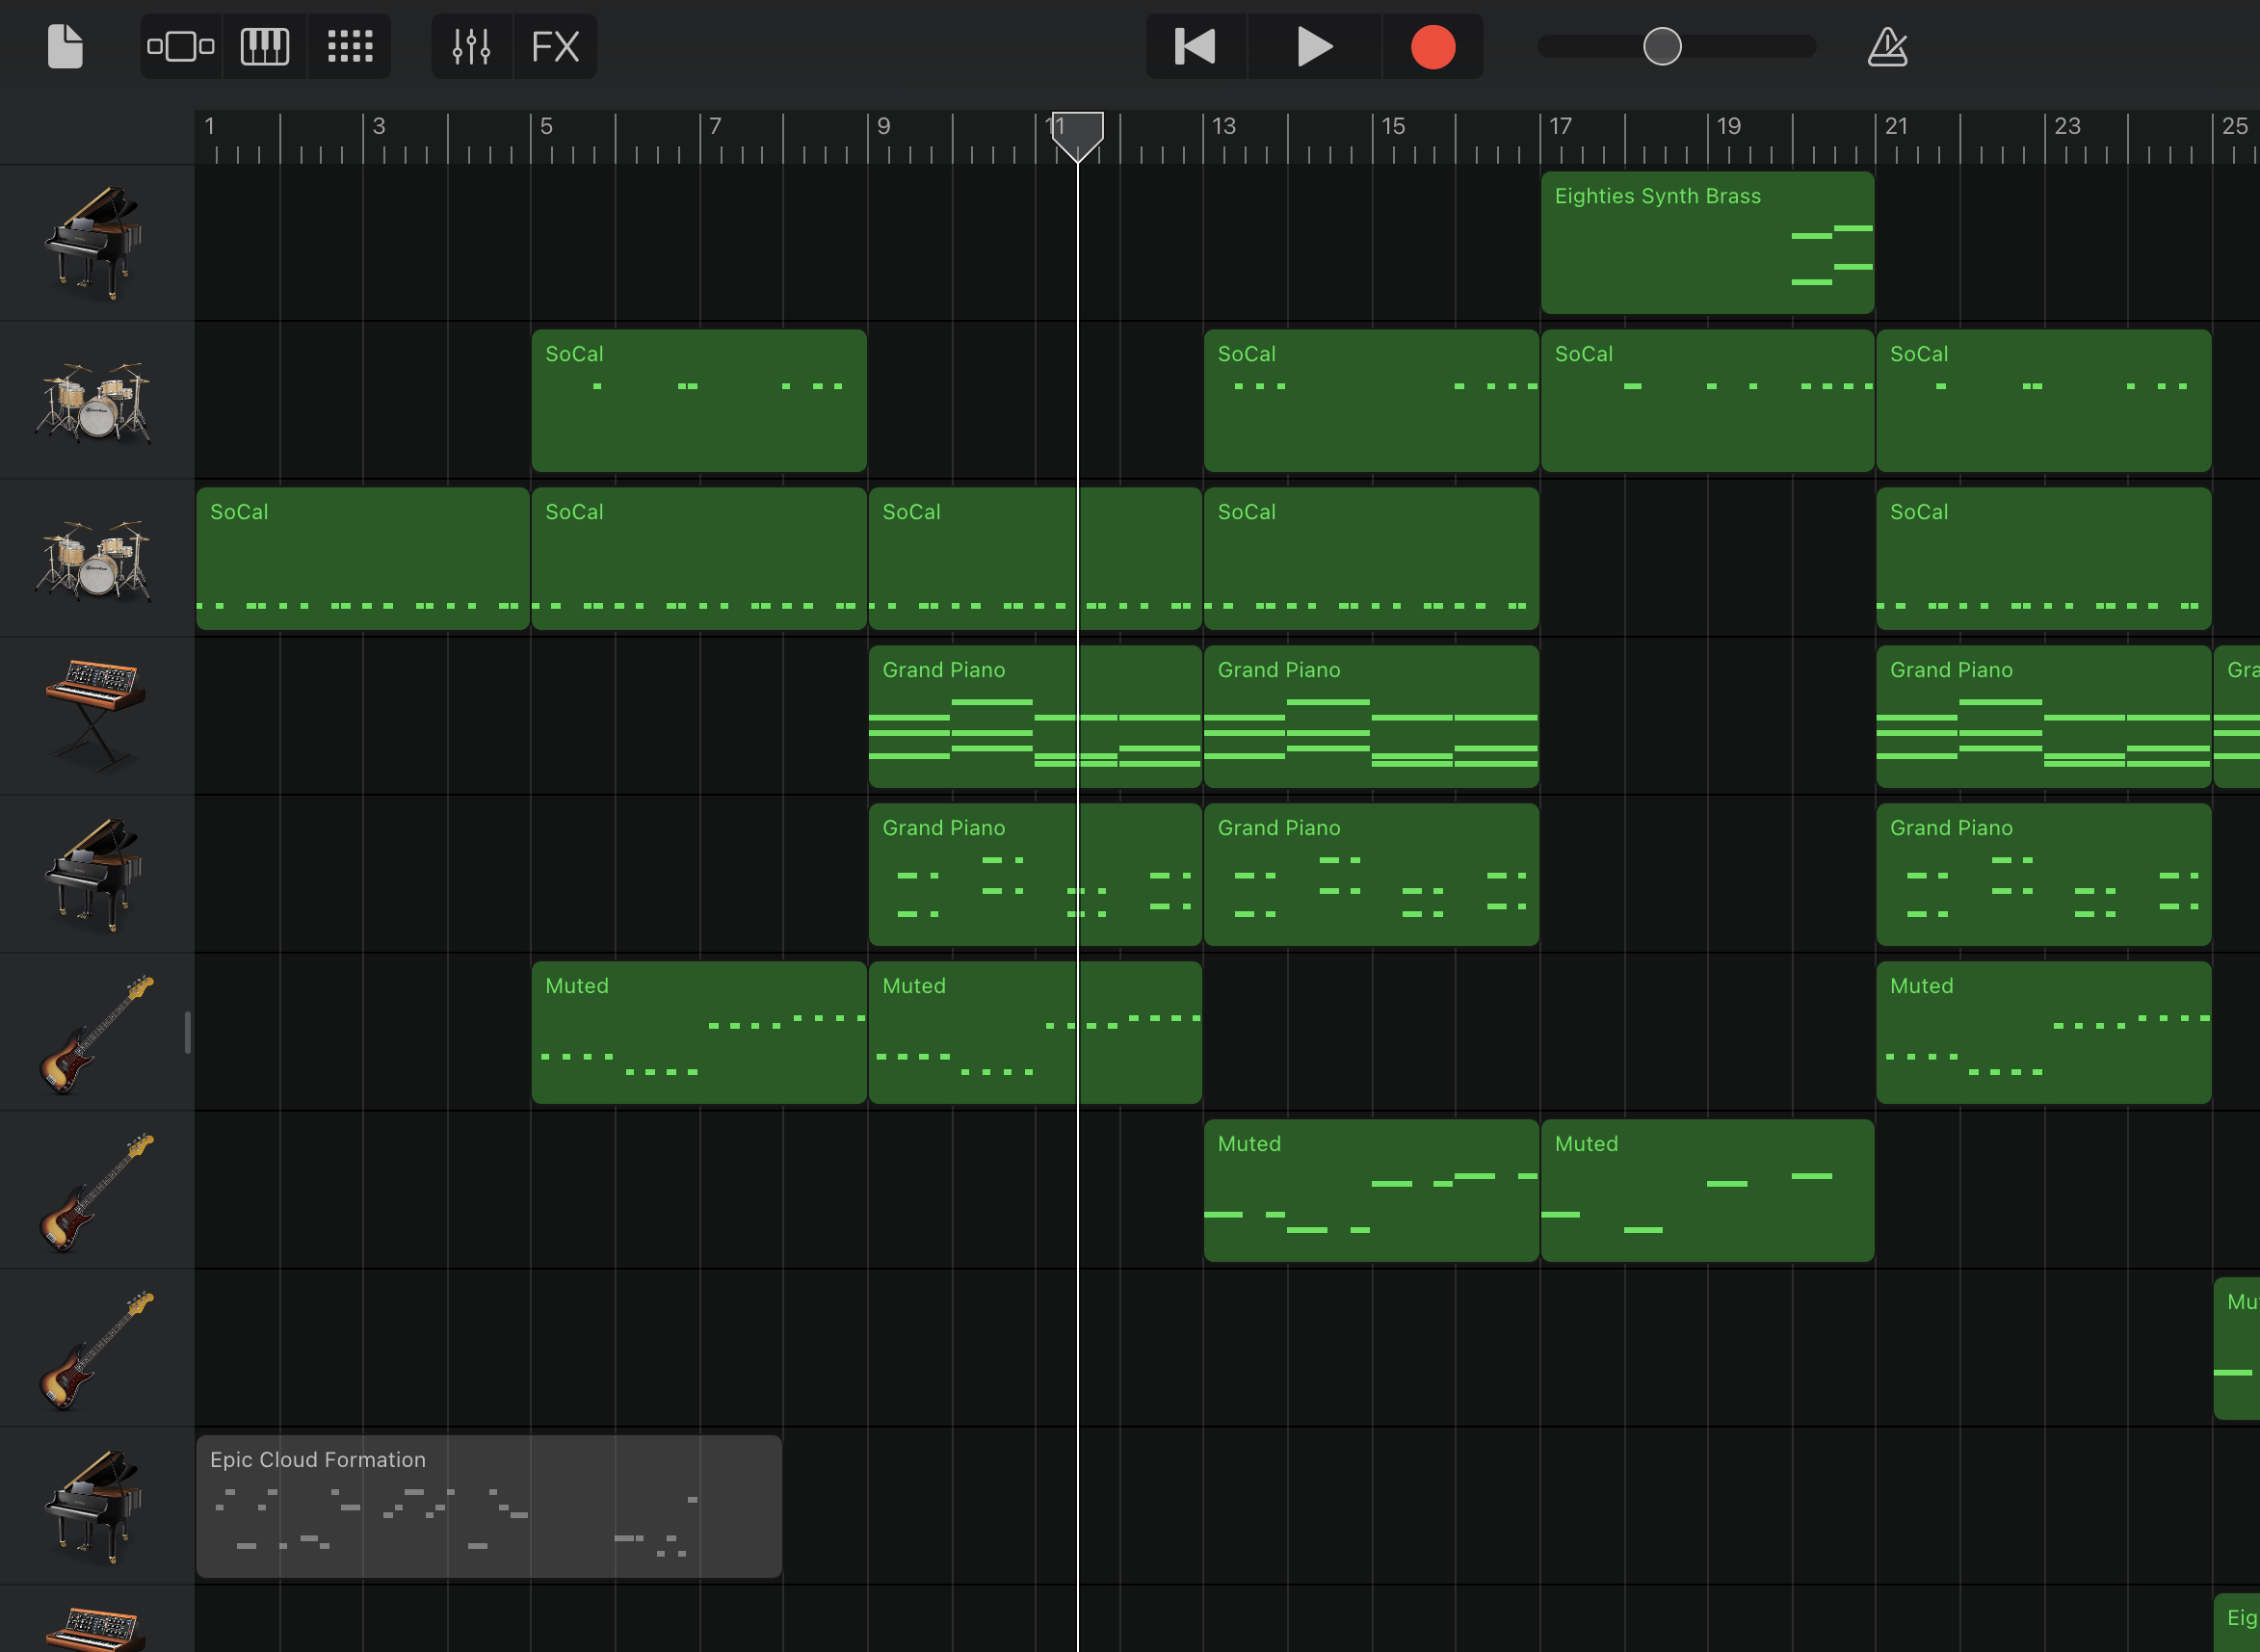 FX
1 3 5 7 9 11 13 15 17 19 21 23 25
Eighties Synth Brass
SoCal SoCal SoCal SoCal
SoCal SoCal SoCal SoCal SoCal
Grand Piano Grand Piano Grand Piano Gra
Grand Piano Grand Piano Grand Piano
Muted Muted Muted
Muted Muted
Mu
Epic Cloud Formation
Eig